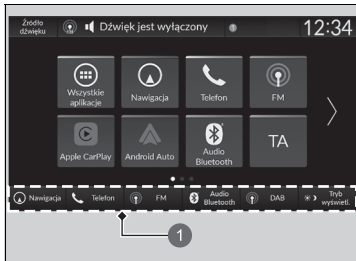 Źródło
dźwięku
Dźwięk jest wyłączony
12:34
Wszystkie
aplikacje
Nawigacja
Telefon
FM
Apple CarPlay
Android Auto
Audio
Bluetooth
TA
Nawigacja
Telefon
FM
Audio
Bluetooth
DAB
Tryb
wyświetl.
1